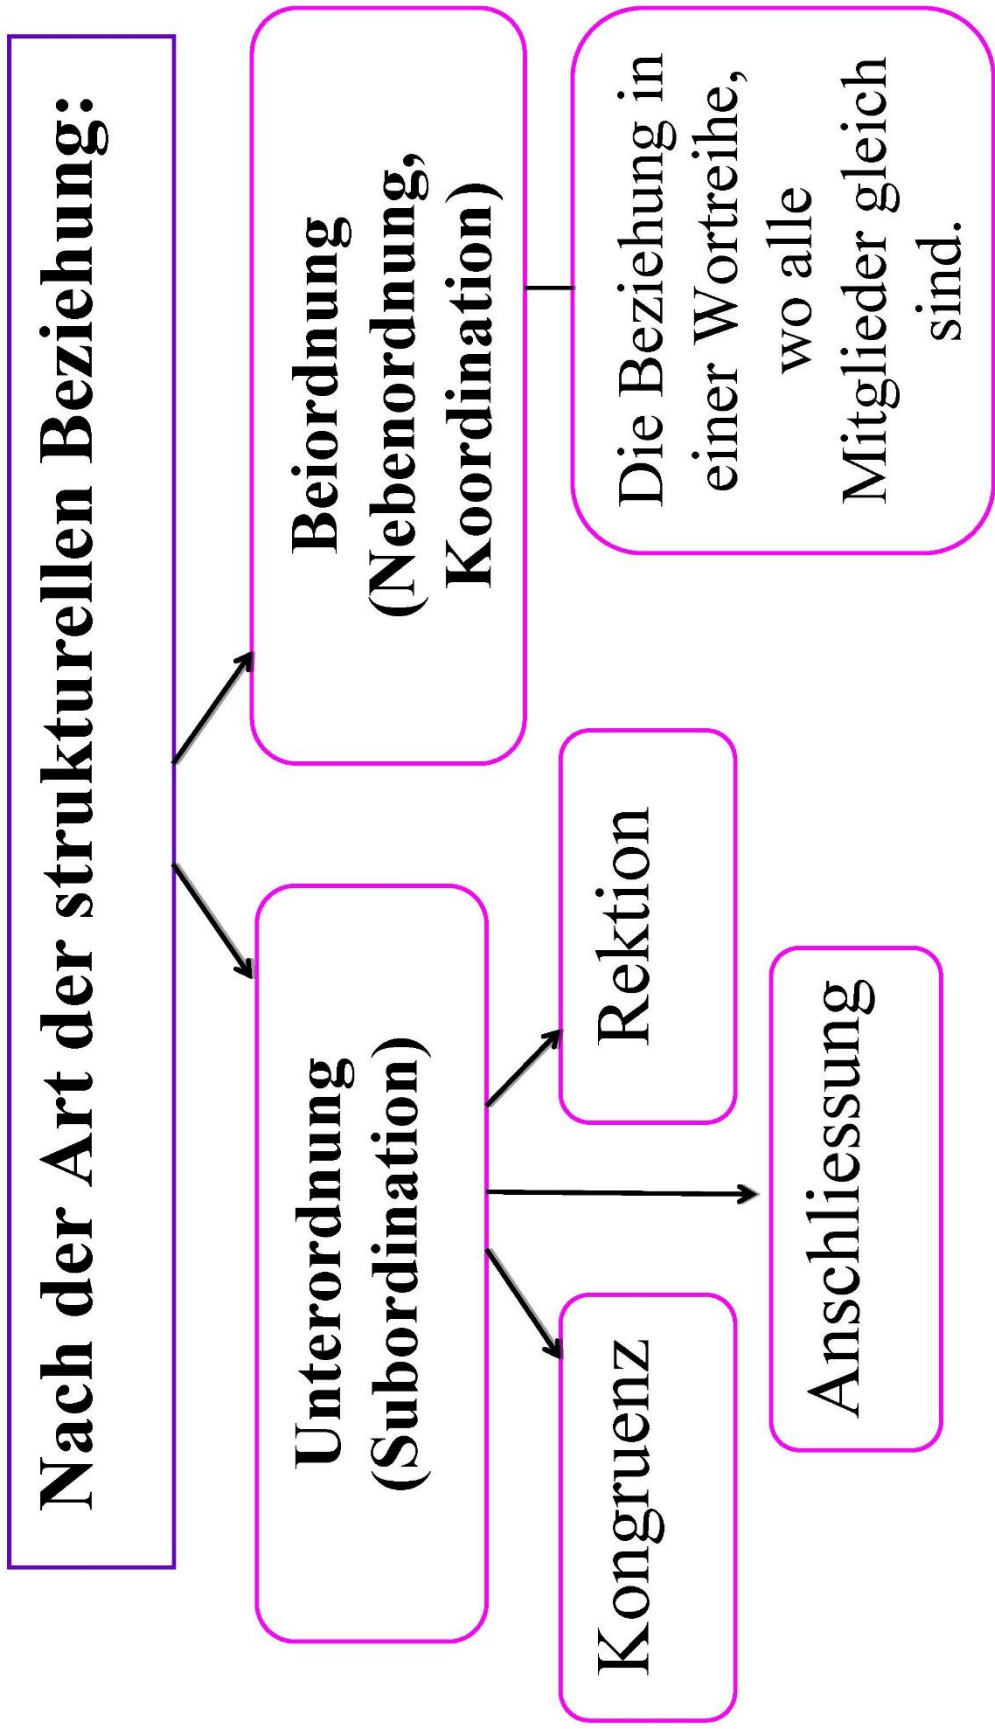 Nach der Art der strukturellen Beziehung:
Unterordnung
(Subordination)
Beiordnung
(Nebenordnung,
Koordination)
Kongruenz
Rektion
Anschliessung
Die Beziehung in
einer Wortreihe,
wo alle
Mitglieder gleich
sind.